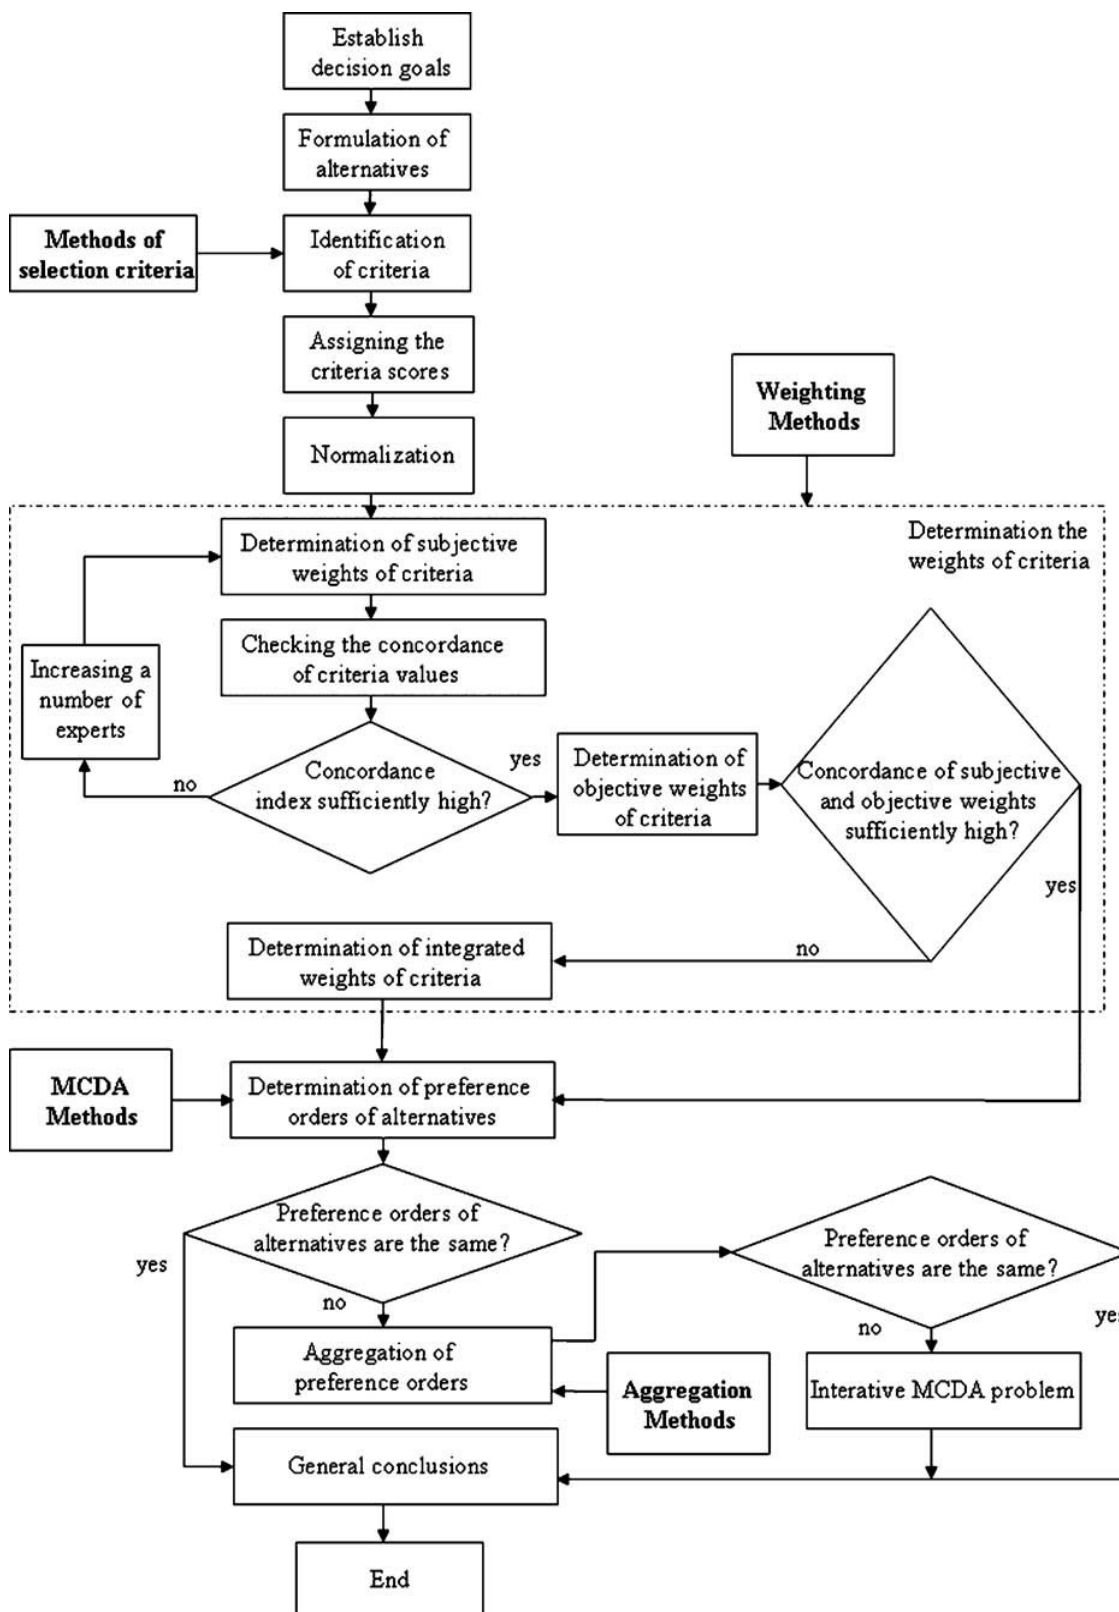 Establish
decision goals
Formulation of
alternatives
Methods of
selection criteria
Identification
of criteria
Assigning the
criteria scores
Weighting
Methods
Normalization
Determination the
weights of criteria
Determination of subjective
weights of criteria
Checking the concordance
of criteria values
Increasing a
number of
experts
no
Concordance
index sufficiently high?
yes
Determination of
objective weights
of criteria
Concordance of subjective
and objective weights
sufficiently high?
yes
no
Determination of integrated
weights of criteria
MCDA
Methods
Determination of preference
orders of alternatives
Preference orders of
alternatives are the same?
yes
no
Preference orders of
alternatives are the same?
no
yes
Aggregation of
preference orders
Aggregation
Methods
Interative MCDA problem
General conclusions
End